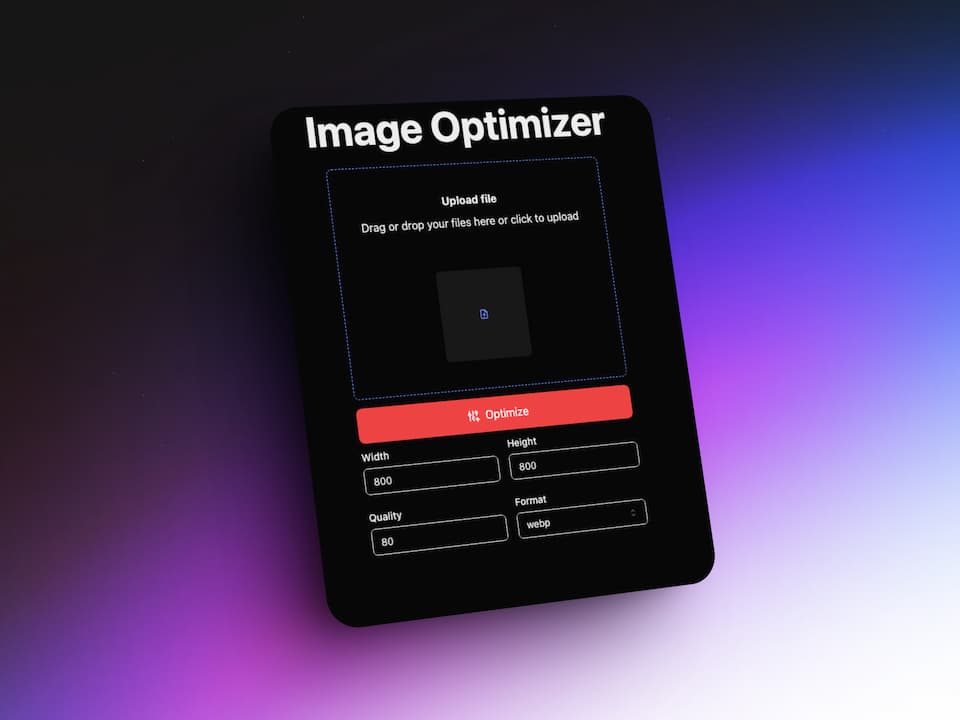 Image Optimizer
Upload file
Drag or drop your files here or click to upload
Optimize
Width
Height
800
800
Quality
Format
80
webp